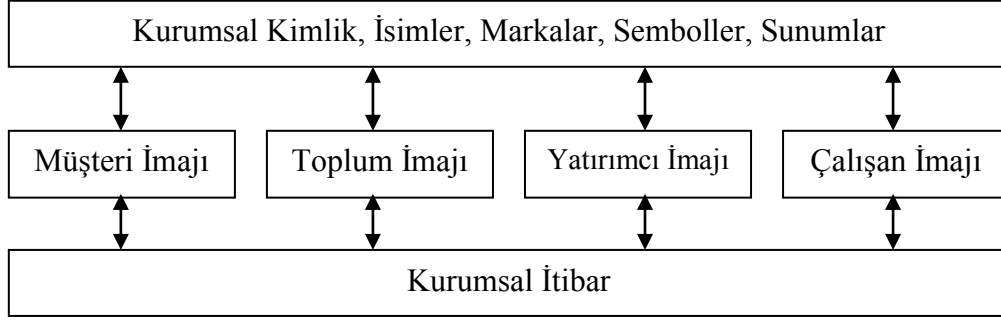 Kurumsal Kimlik, İsimler, Markalar, Semboller, Sunumlar
Müşteri İmajı
Toplum İmajı
Yatırımcı İmajı
Çalışan İmajı
Kurumsal İtibar